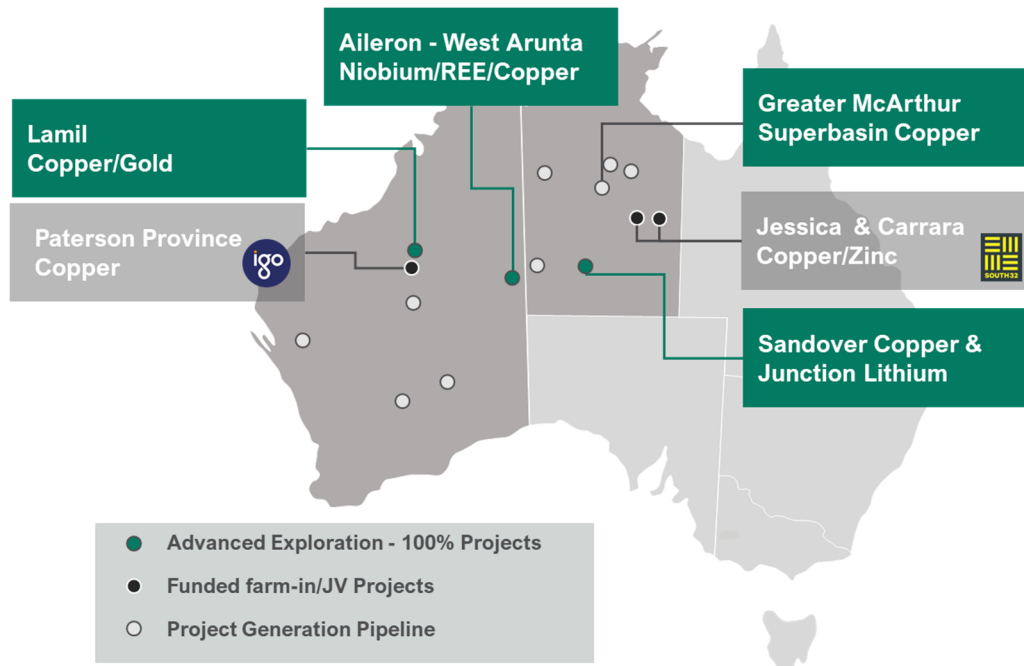 Aileron - West Arunta
Niobium/REE/Copper
Lamil
Copper/Gold
Greater McArthur
Superbasin Copper
Paterson Province
Copper
igo
Jessica & Carrara
Copper/Zinc
SOUTH32
Sandover Copper &
Junction Lithium
Advanced Exploration - 100% Projects
Funded farm-in/JV Projects
Project Generation Pipeline